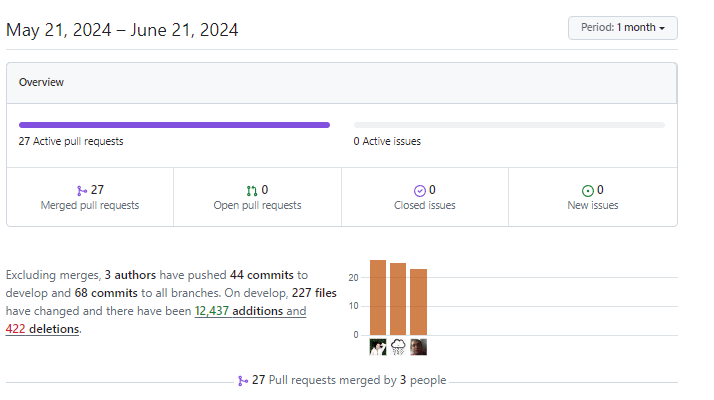 May 21, 2024 – June 21, 2024
Period: 1 month
Overview
27 Active pull requests
0 Active issues
27
Merged pull requests
0
Open pull requests
0
Closed issues
0
New issues
Excluding merges, 3 authors have pushed 44 commits to
develop and 68 commits to all branches. On develop, 227 files
have changed and there have been 12,437 additions and
422 deletions.
20
10
0
27 Pull requests merged by 3 people